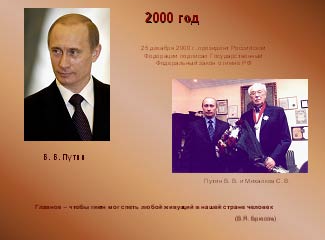 2000 год
25 декабря 2000 г. президент Российской
Федерации подписал Государственный
Федеральный закон о гимне РФ
В. В. Путин
Путин В. В. и Михалков С. В.
Главное – чтобы гимн мог спеть любой живущий в нашей стране человек
(В.Я. Брюсов)